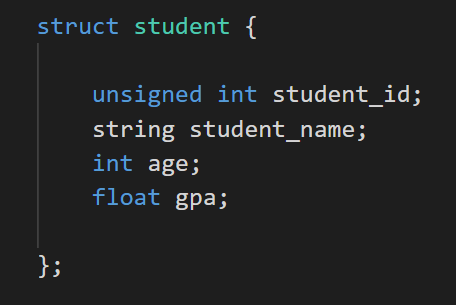 struct student {
unsigned int student_id;
string student_name;
int age;
float gpa;
};